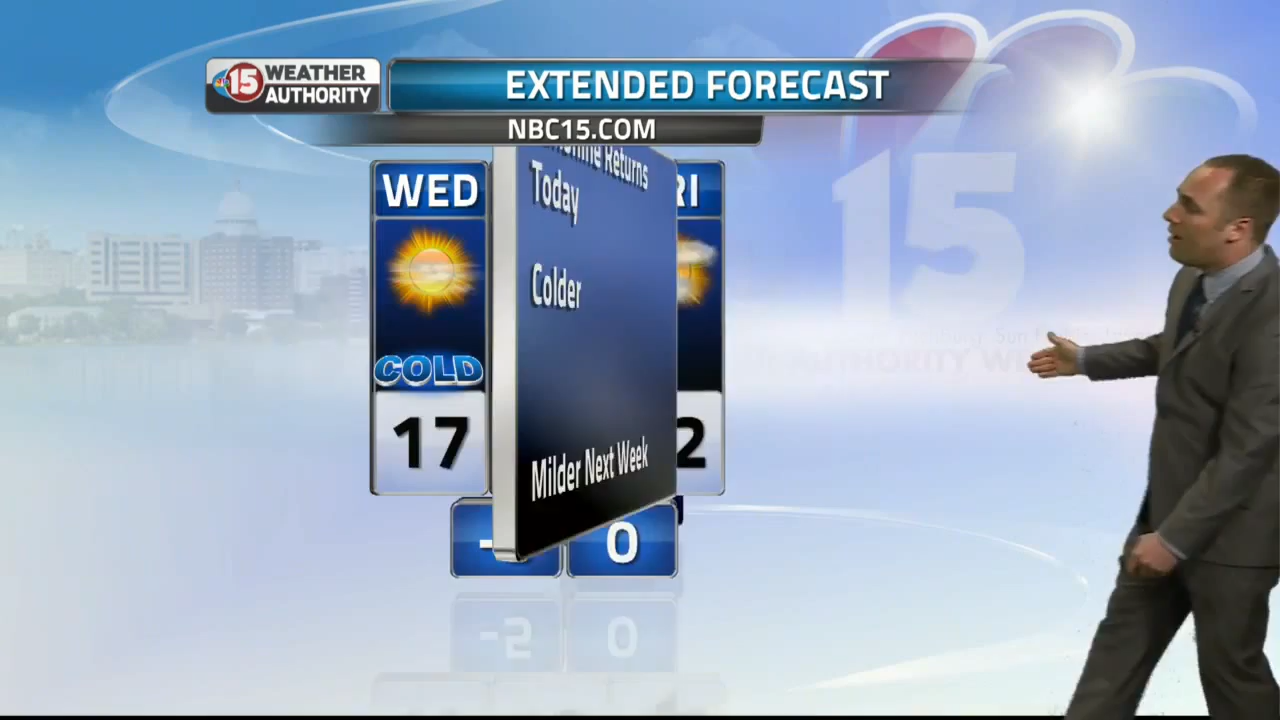 15 WEATHER
AUTHORITY
EXTENDED FORECAST
NBC15.COM
WED
Returns
Today
Colder
Milder Next Week
COLD
17
0
-2
0
15